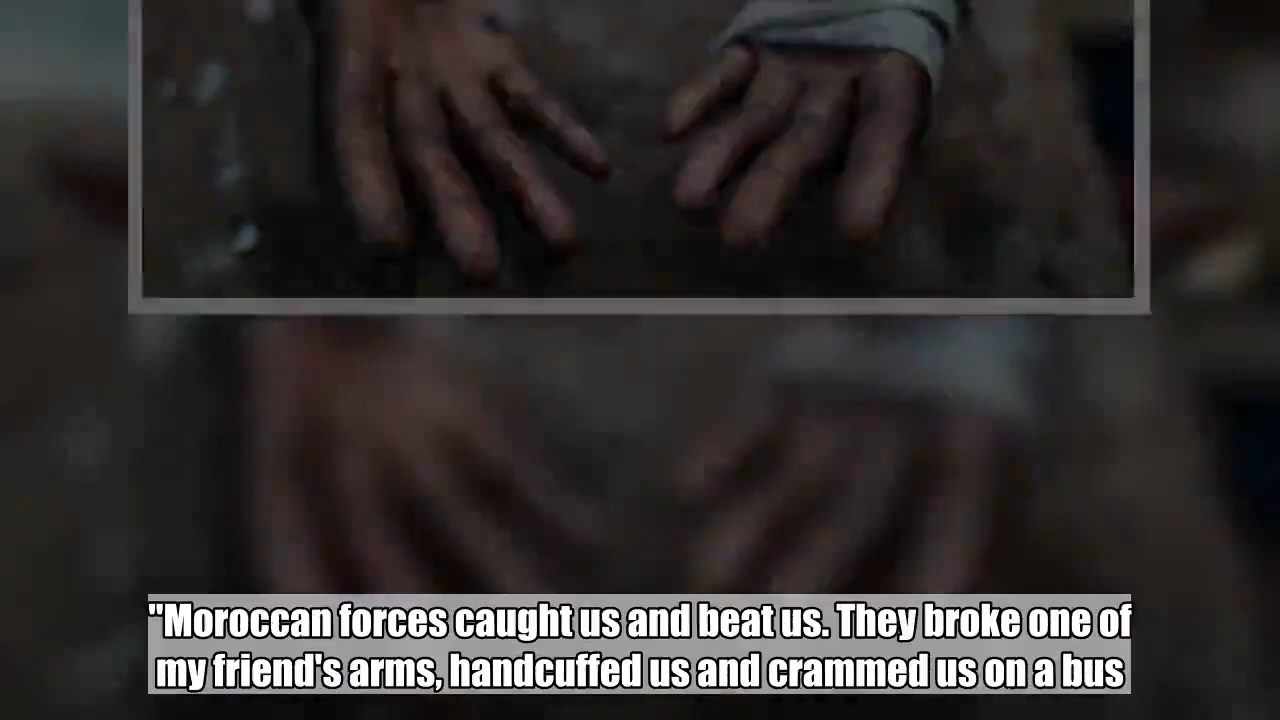 "Moroccan forces caught us and beat us. They broke one of
my friend's arms, handcuffed us and crammed us on a bus